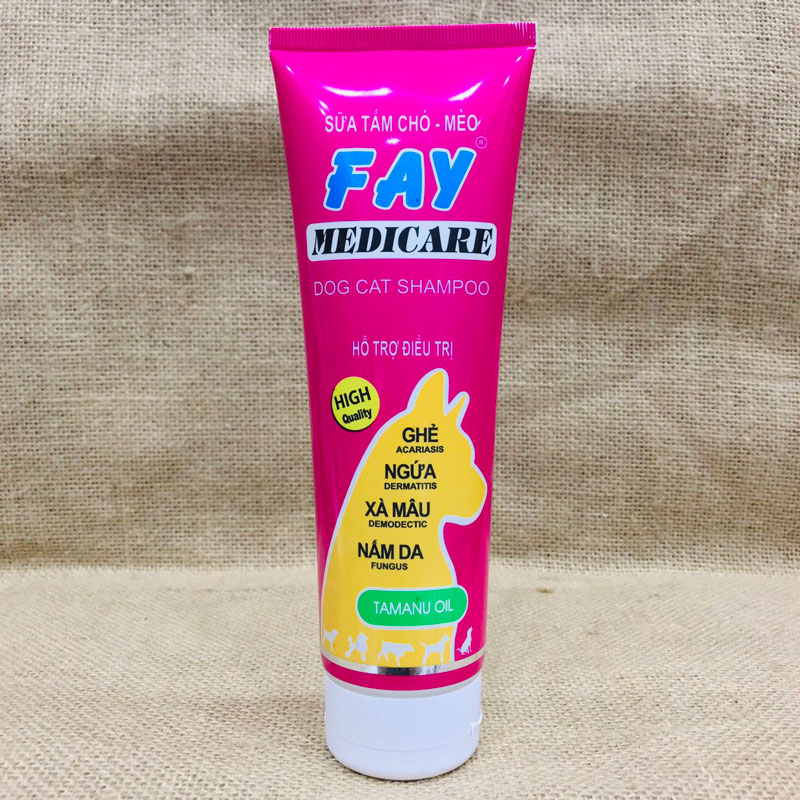 SỮA TẮM CHÓ - MÈO
FAY ®
MEDICARE
DOG CAT SHAMPOO
HỖ TRỢ ĐIỀU TRỊ
HIGH
Quality
GHẺ
ACARIASIS
NGỨA
DERMATITIS
XÀ MÂU
DEMODECTIC
NẤM DA
FUNGUS
TAMANU OIL